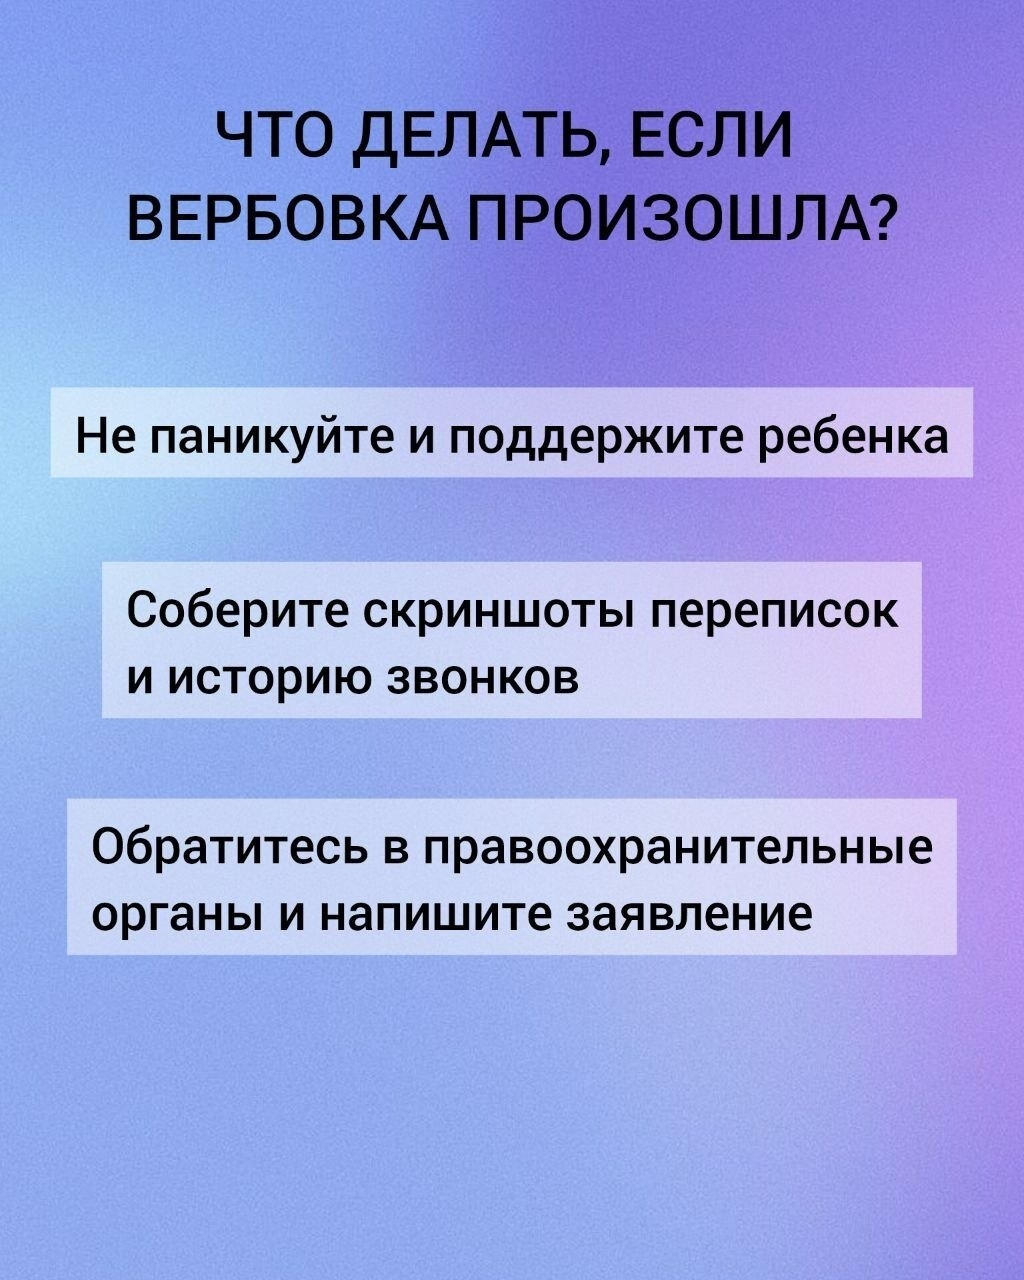 ЧТО ДЕЛАТЬ, ЕСЛИ
ВЕРБОВКА ПРОИЗОШЛА?
Не паникуйте и поддержите ребенка
Соберите скриншоты переписок
и историю звонков
Обратитесь в правоохранительные
органы и напишите заявление